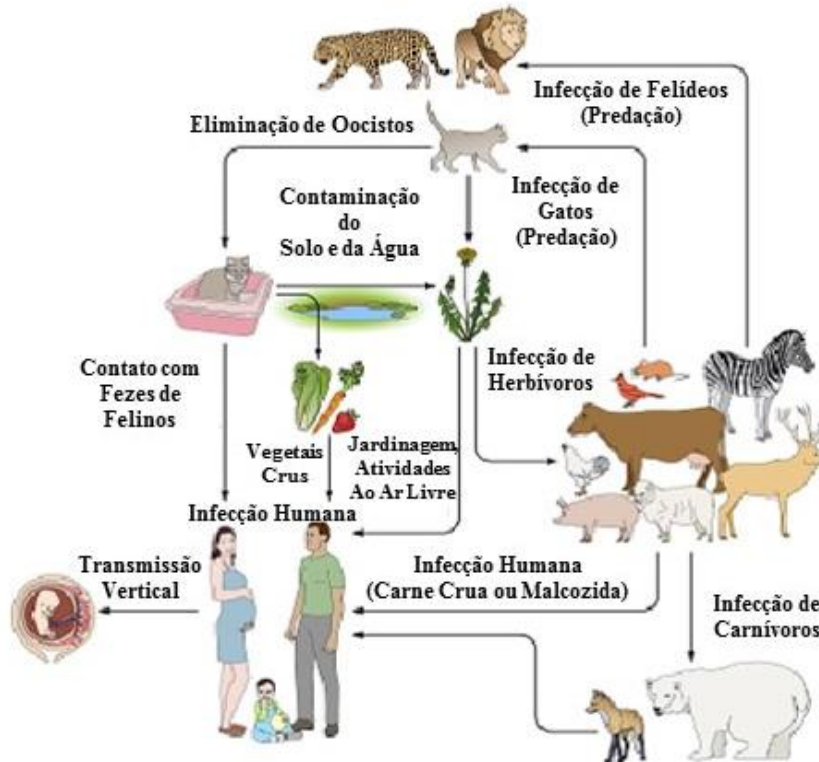 Infecção de Felídeos
(Predação)
Eliminação de Oocistos
Infecção de
Gatos
(Predação)
Contaminação
do
Solo e da Água
Contato com
Fezes de
Felinos
Infecção de
Herbívoros
Vegetais
Crus
Jardinagem,
Atividades
Ao Ar Livre
Infecção Humana
Transmissão
Vertical
Infecção Humana
(Carne Crua ou Malcozida)
Infecção de
Carnívoros